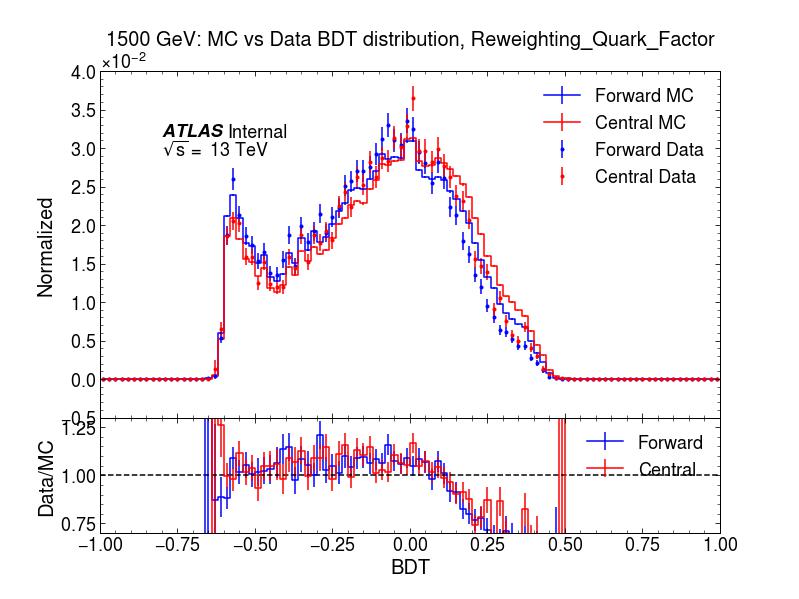 1500 GeV: MC vs Data BDT distribution, Reweighting_Quark_Factor
×10⁻²
4.0
3.5
3.0
2.5
2.0
1.5
1.0
0.5
0.0
Normalized
ATLAS Internal
√s = 13 TeV
Forward MC
Central MC
Forward Data
Central Data
1.25
1.00
0.75
Data/MC
Forward
Central
−1.00 −0.75 −0.50 −0.25 0.00 0.25 0.50 0.75 1.00
BDT